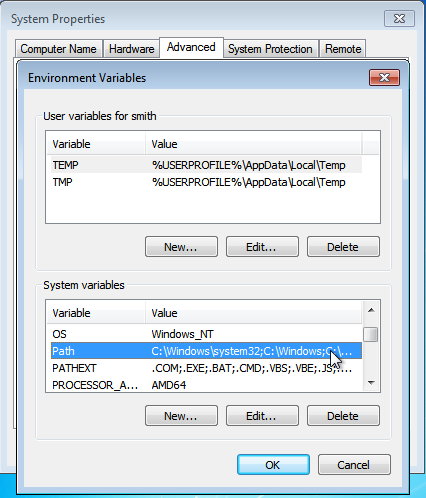 System Properties
Computer Name Hardware Advanced System Protection Remote
Environment Variables
User variables for smith
Variable Value
TEMP %USERPROFILE%\AppData\Local\Temp
TMP %USERPROFILE%\AppData\Local\Temp
New... Edit... Delete
System variables
Variable Value
OS Windows_NT
Path C:\Windows\system32;C:\Windows;C:\...
PATHEXT .COM;.EXE;.BAT;.CMD;.VBS;.VBE;.JS;....
PROCESSOR_A... AMD64
New... Edit... Delete
OK Cancel